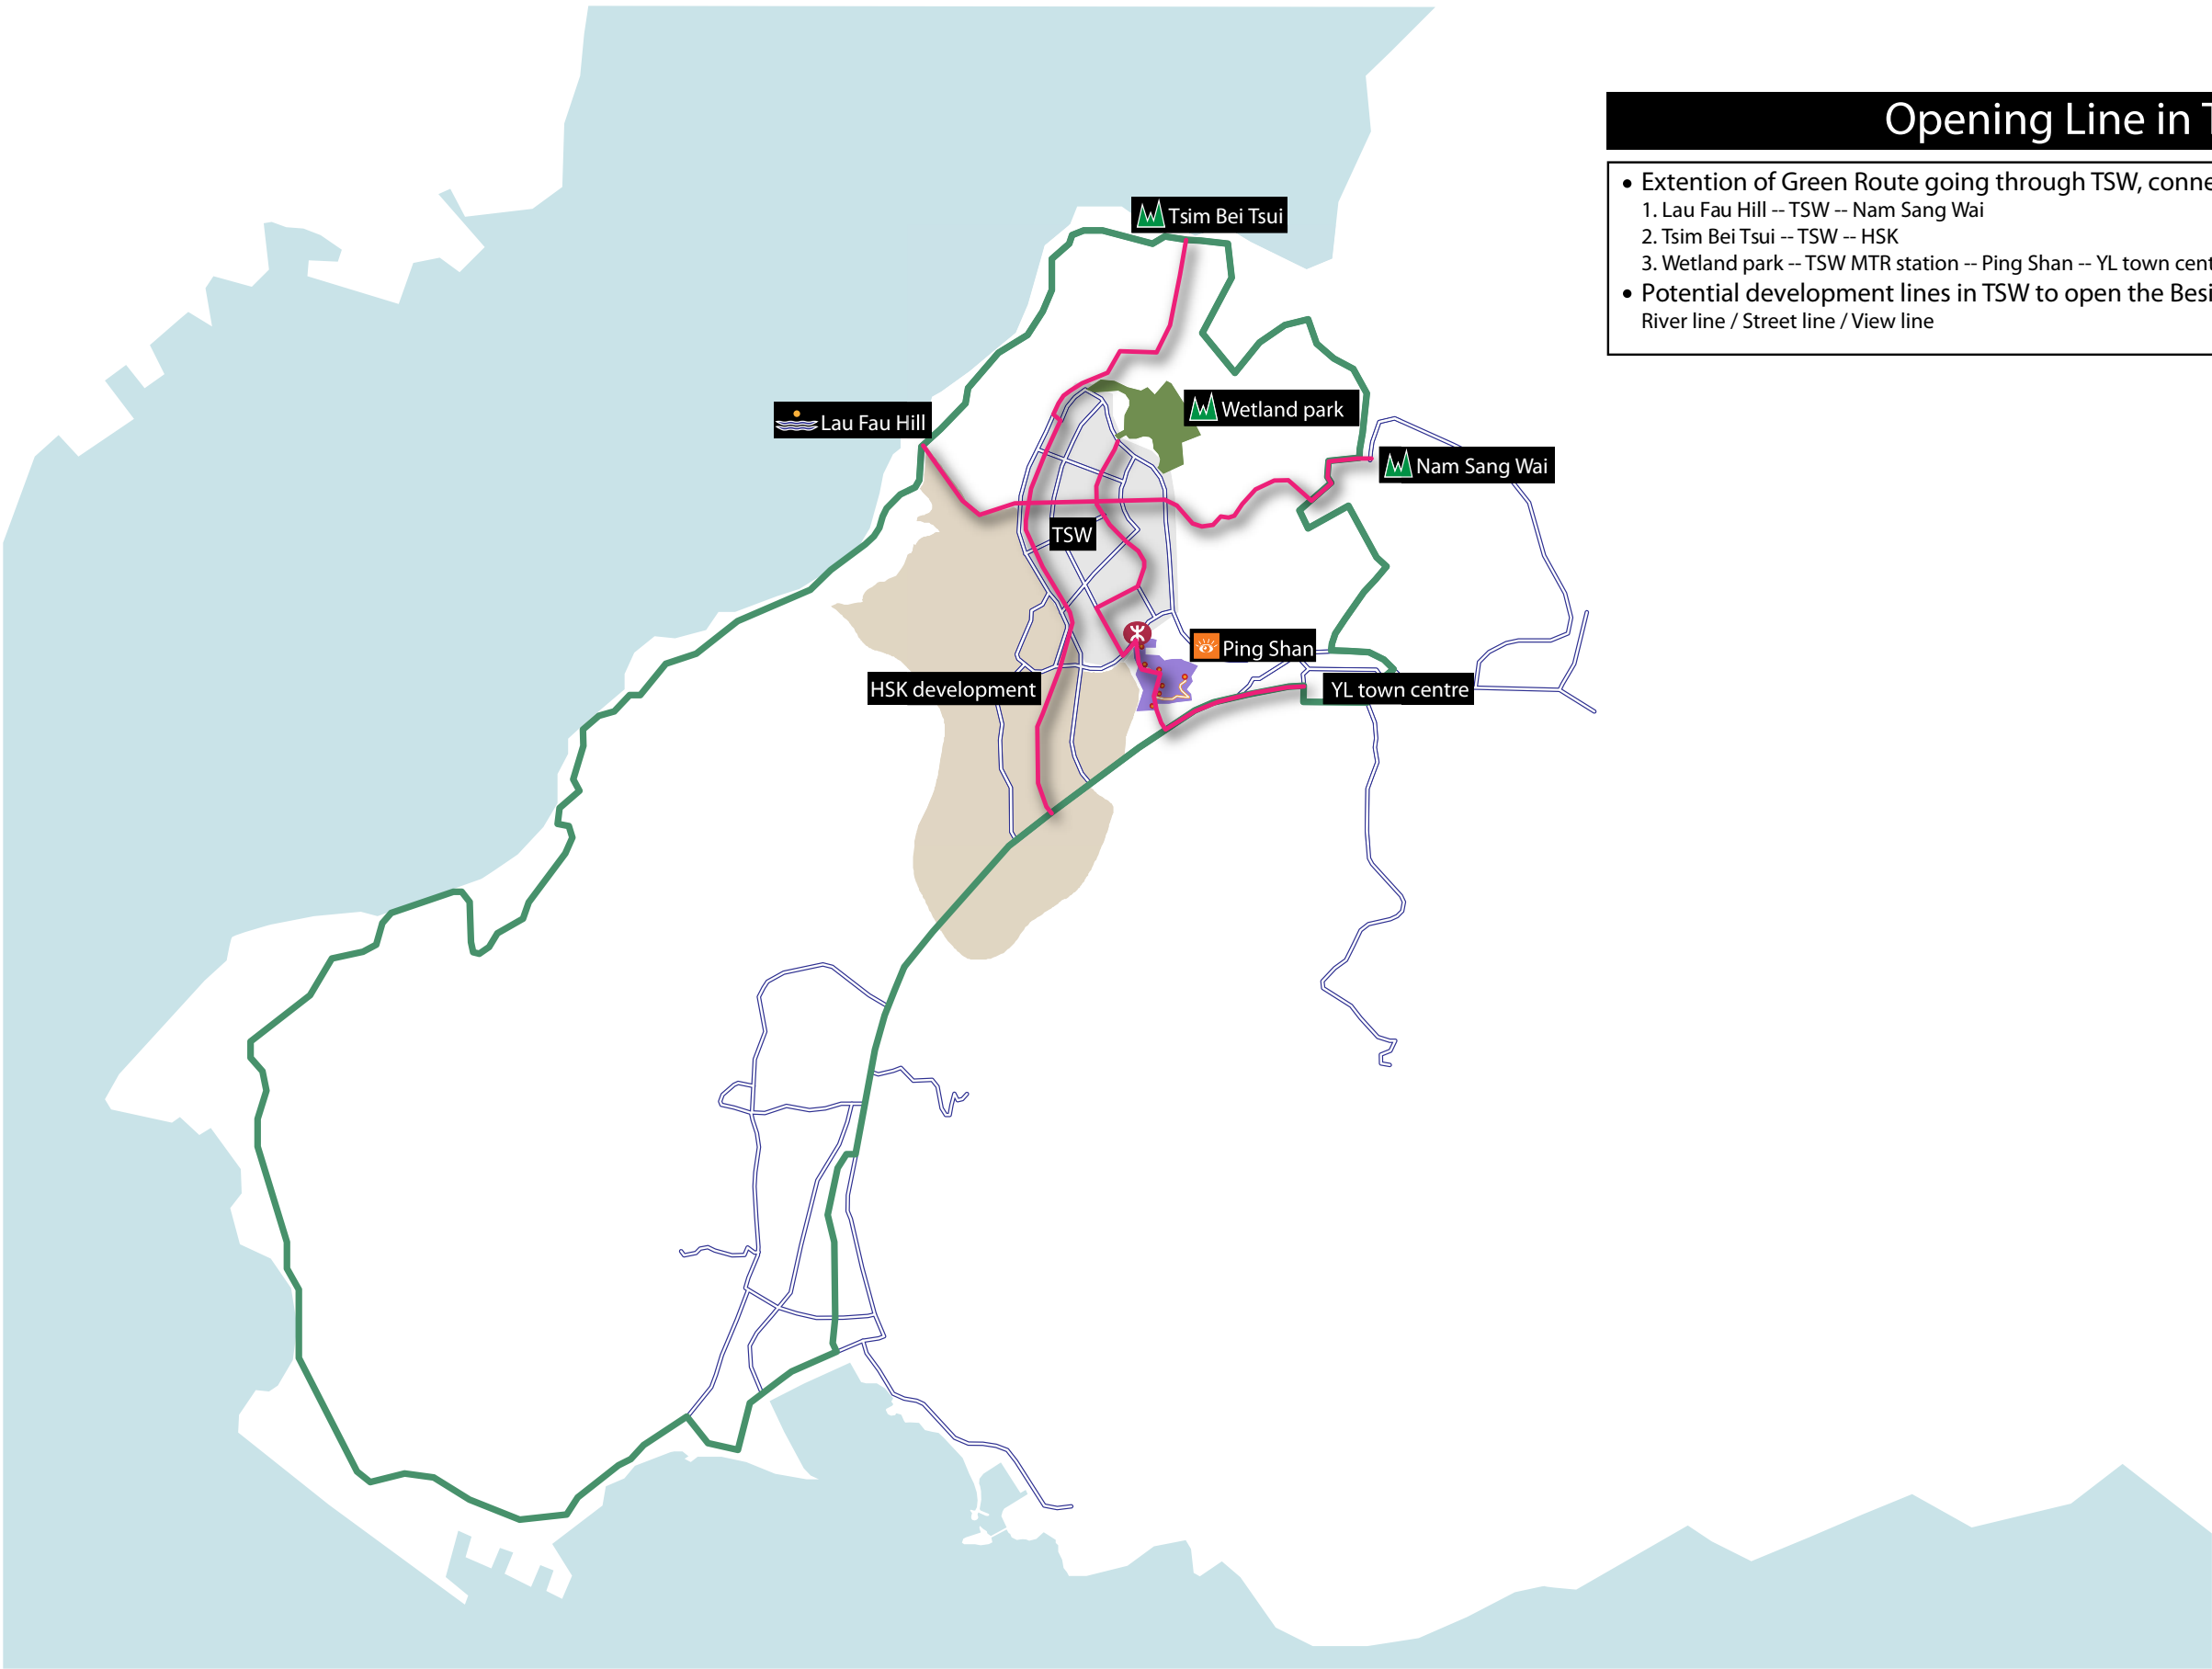 Opening Line in
• Extention of Green Route going through TSW,
1. Lau Fau Hill -- TSW -- Nam Sang Wai
2. Tsim Bei Tsui -- TSW -- HSK
3. Wetland park -- TSW MTR station -- Ping Shan -- YL town
• Potential development lines in TSW to open the
River line / Street line / View line
Tsim Bei Tsui
Wetland park
Lau Fau Hill
Nam Sang Wai
TSW
Ping Shan
HSK development
YL town centre